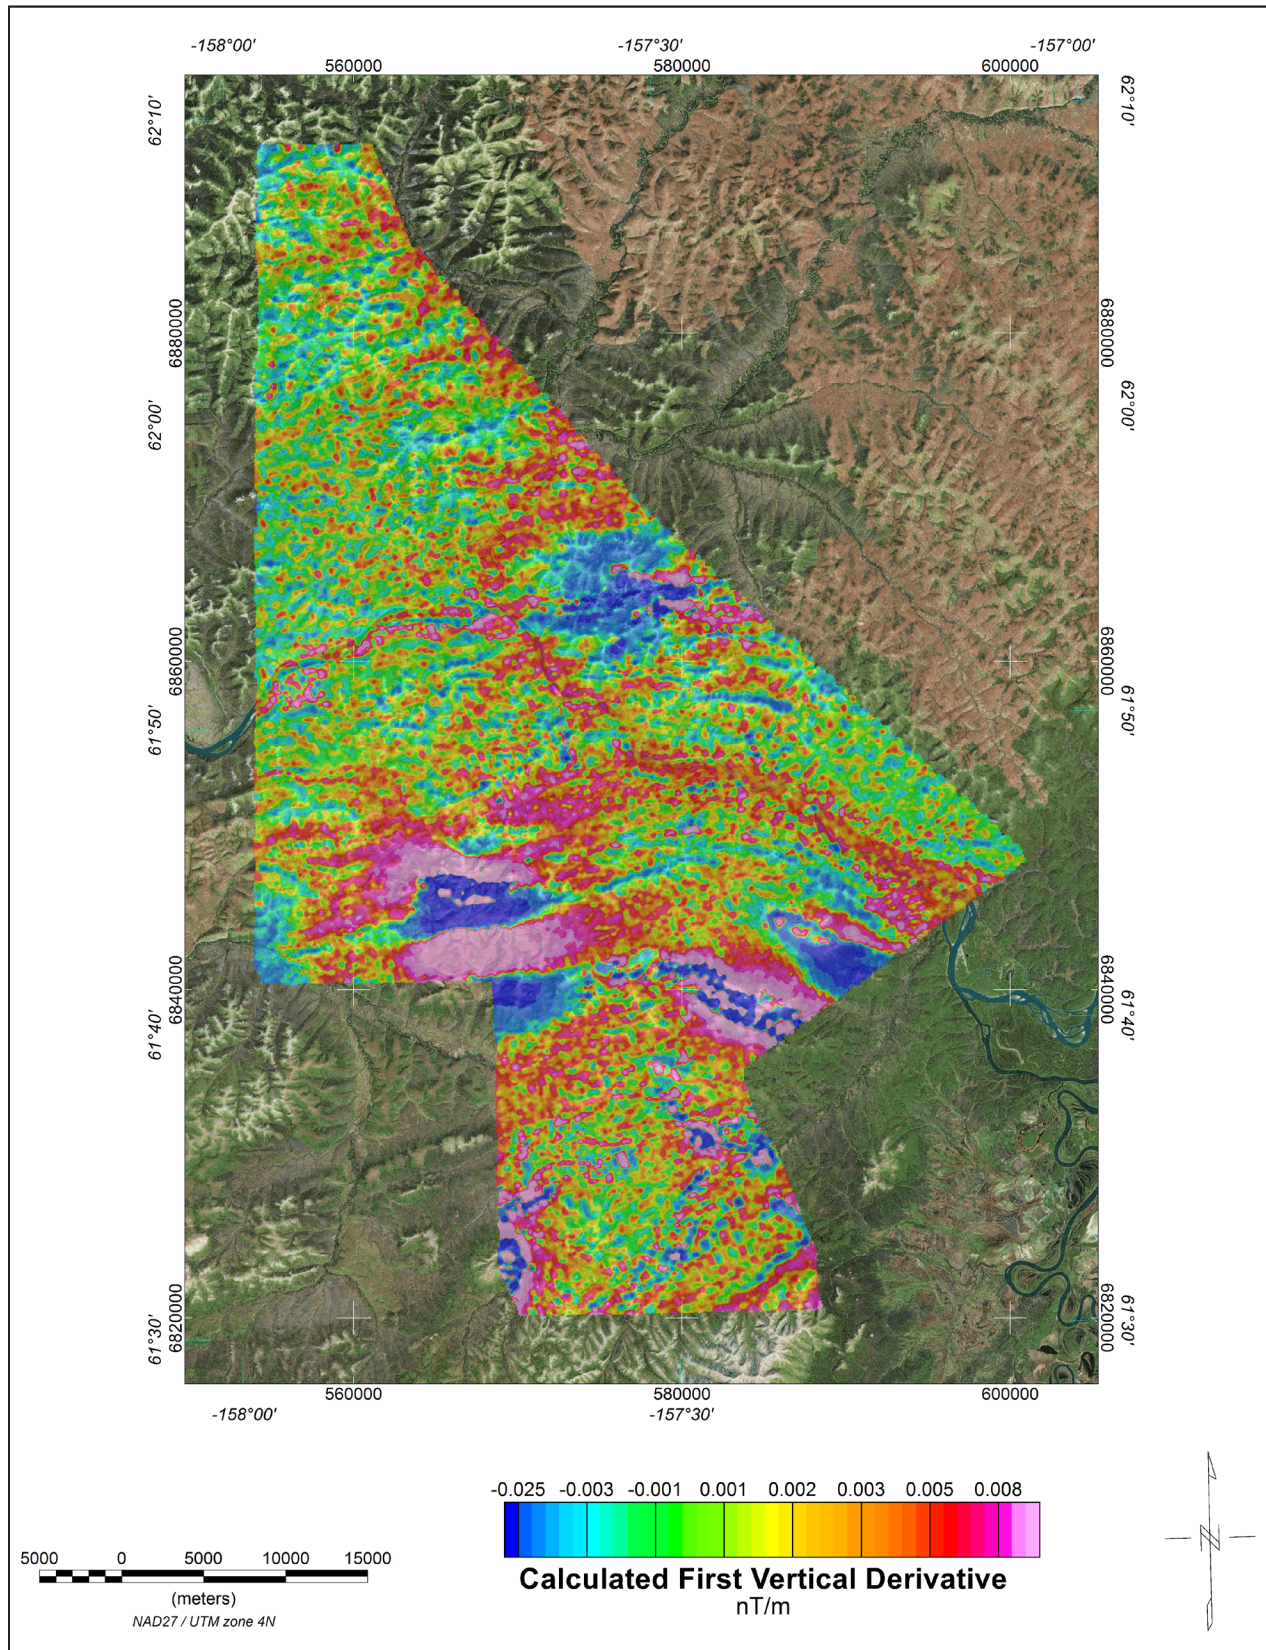 -158°00' -157°30' -157°00'
560000 580000 600000
62°10' 62°10'
6880000 6880000
62°00' 62°00'
6860000 6860000
61°50' 61°50'
6840000 6840000
61°40' 61°40'
6820000 6820000
61°30' 61°30'
560000 580000 600000
-158°00' -157°30'
-0.025 -0.003 -0.001 0.001 0.002 0.003 0.005 0.008
Calculated First Vertical Derivative
nT/m
5000 0 5000 10000 15000
(meters)
NAD27 / UTM zone 4N
N